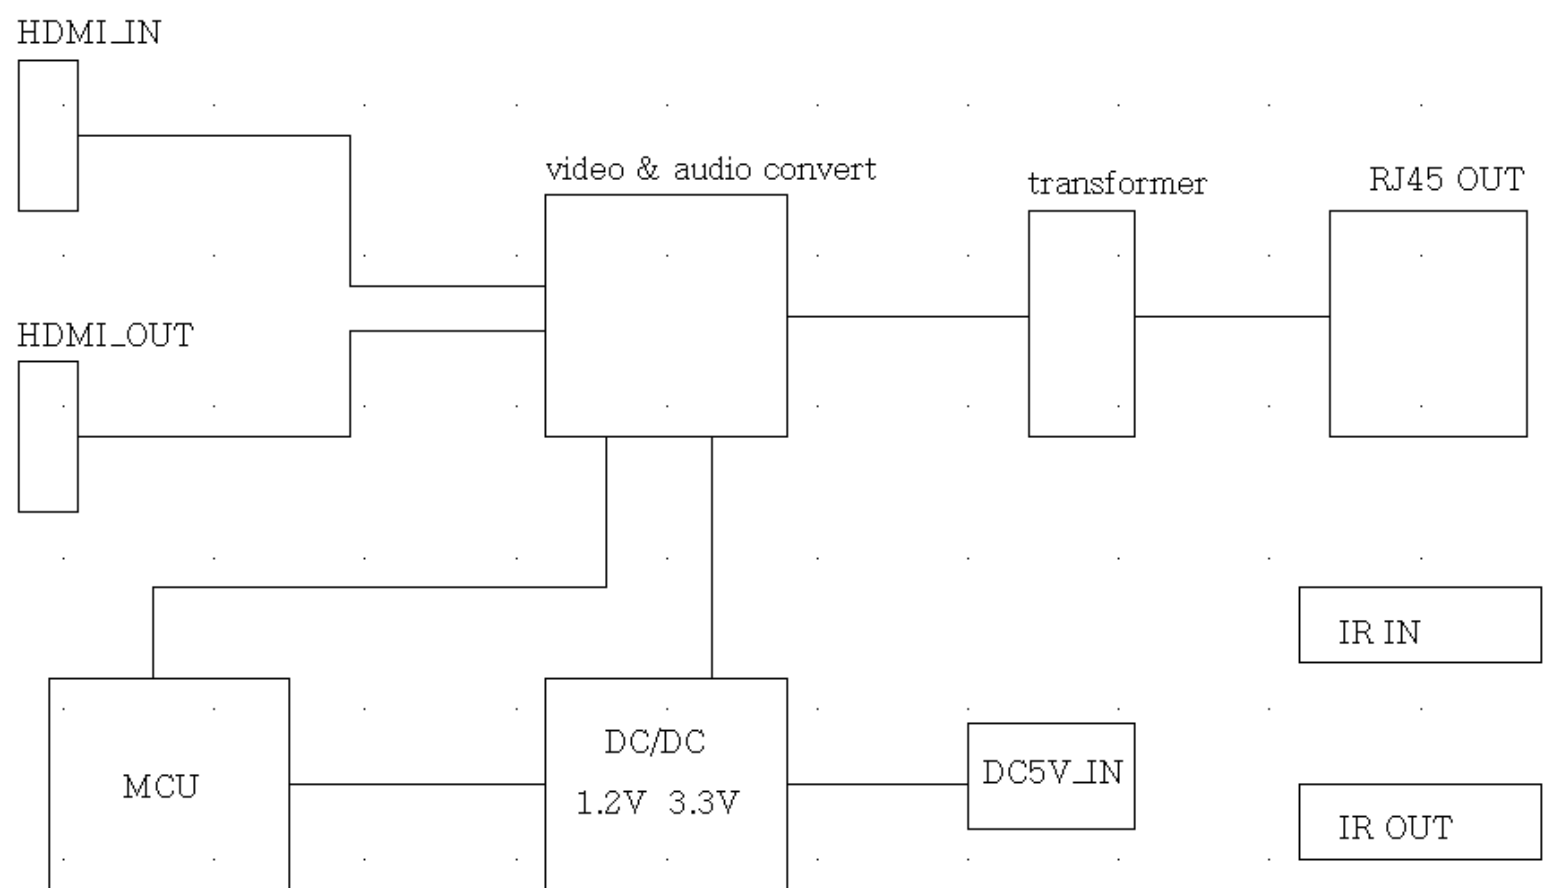 HDMI_IN
video & audio convert
transformer
RJ45 OUT
HDMI_OUT
IR IN
MCU
DC/DC
1.2V 3.3V
DC5V_IN
IR OUT